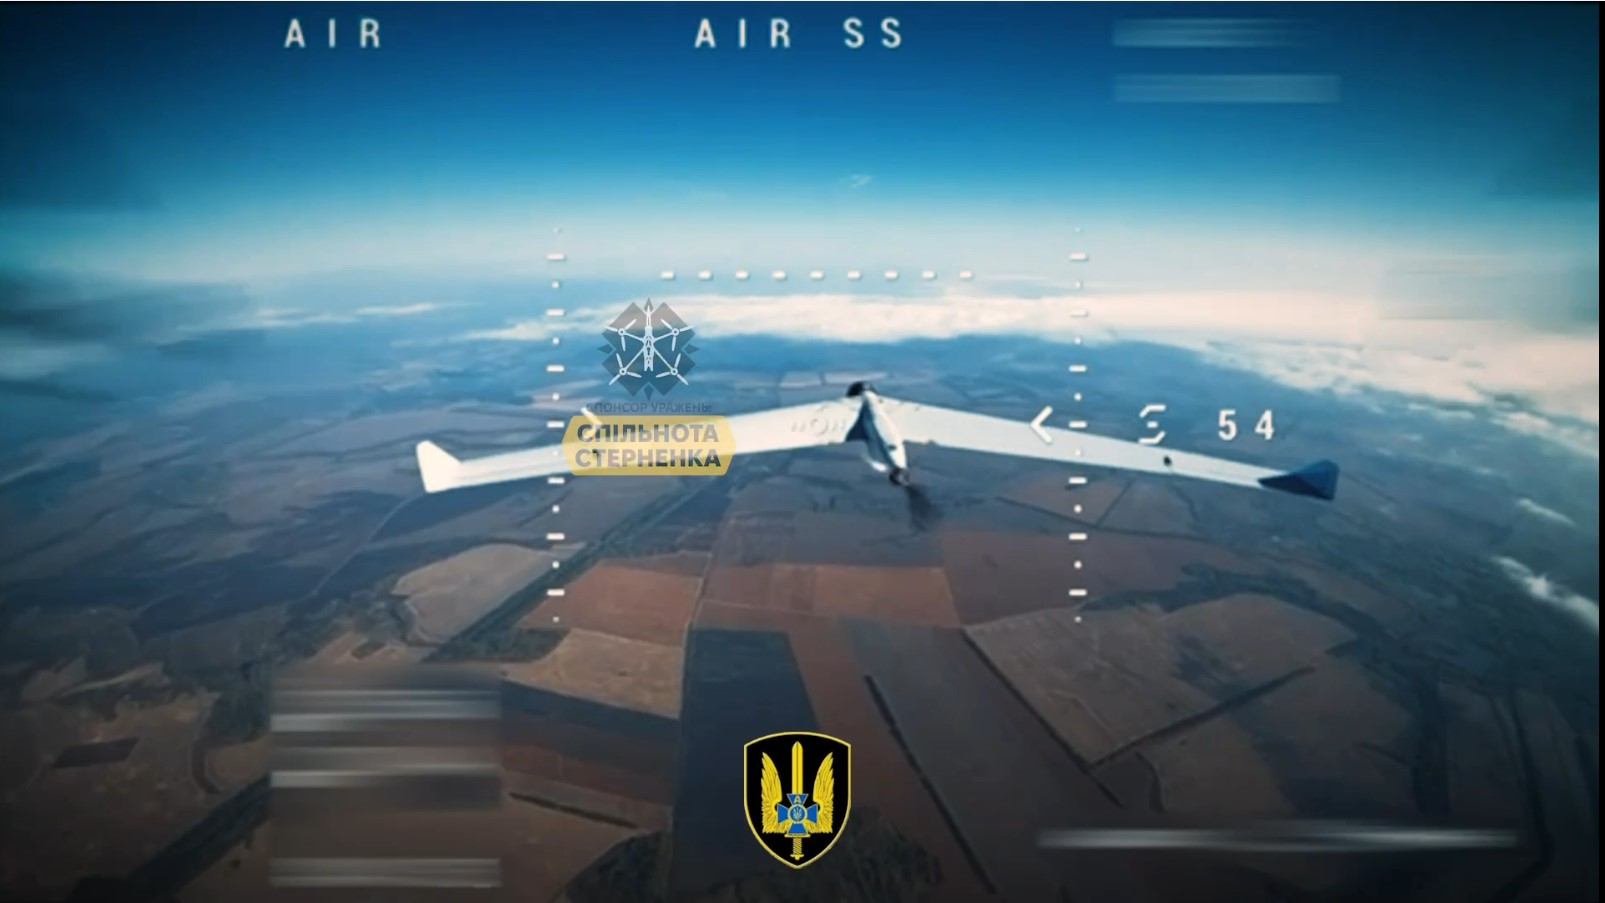 AIR
AIR SS
СПОНСОР УРАЖЕНЬ
СПІЛЬНОТА
СТЕРНЕНКА
54